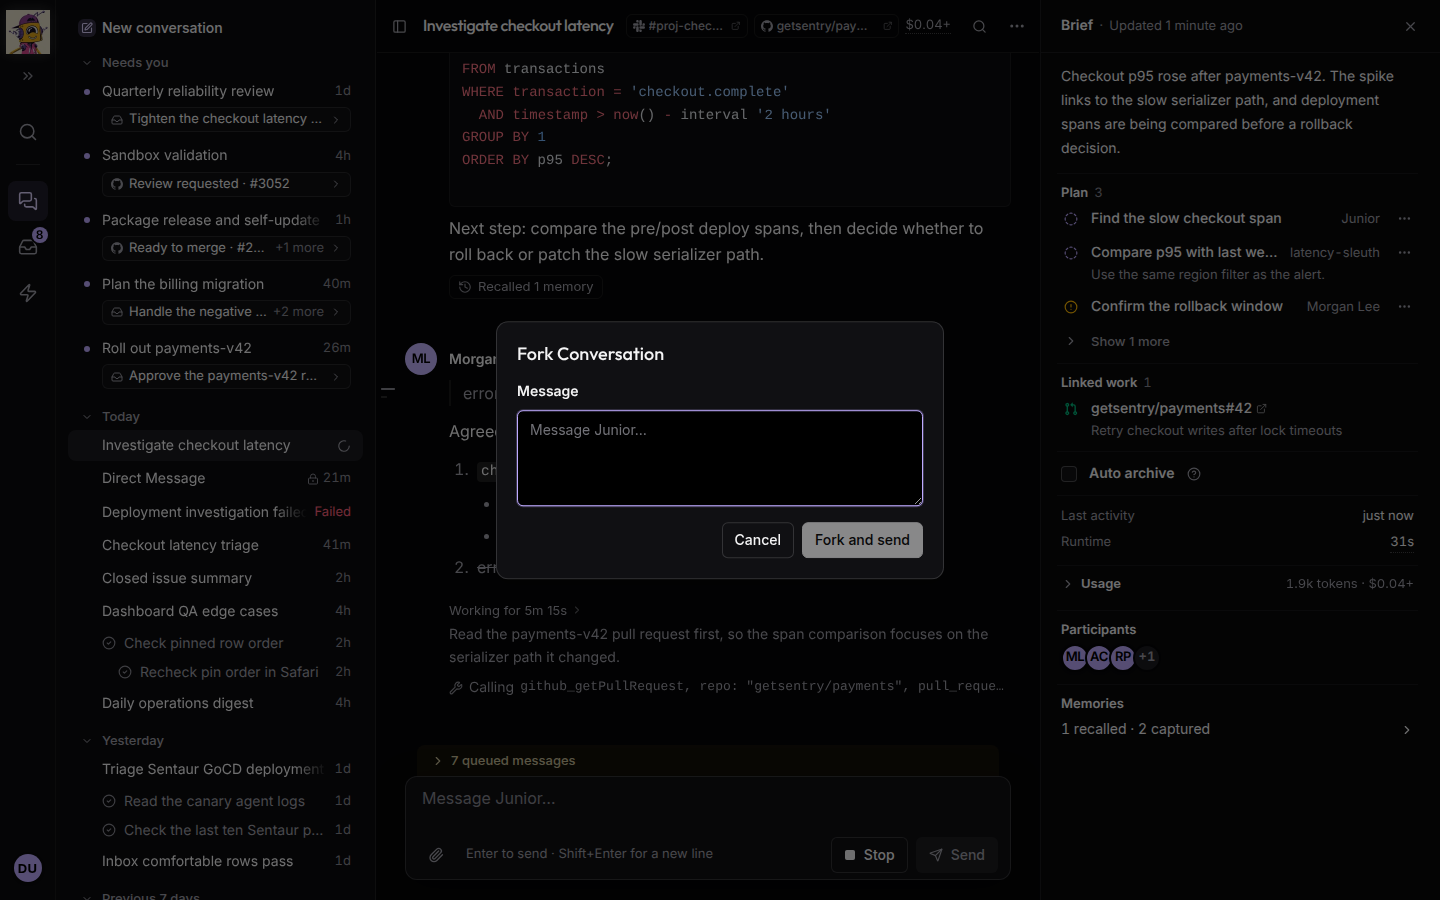 New conversation
Needs you
Quarterly reliability review 1d
Tighten the checkout latency ...
Sandbox validation 4h
Review requested · #3052
Package release and self-update 1h
Ready to merge · #2... +1 more
Plan the billing migration 40m
Handle the negative ... +2 more
Roll out payments-v42 26m
Approve the payments-v42 r...
Today
Investigate checkout latency
Direct Message 21m
Deployment investigation faile Failed
Checkout latency triage 41m
Closed issue summary 2h
Dashboard QA edge cases 4h
Check pinned row order 2h
Recheck pin order in Safari 2h
Daily operations digest 4h
Yesterday
Triage Sentaur GoCD deployment 1d
Read the canary agent logs 1d
Check the last ten Sentaur p... 1d
Inbox comfortable rows pass 1d
Previous 7 days
8
DU
Investigate checkout latency #proj-chec... getsentry/pay... $0.04+
FROM transactions
WHERE transaction = 'checkout.complete'
AND timestamp > now() - interval '2 hours'
GROUP BY 1
ORDER BY p95 DESC;
Next step: compare the pre/post deploy spans, then decide whether to
roll back or patch the slow serializer path.
Recalled 1 memory
ML Morgan
error
Agree
1. ch
2. err
Fork Conversation
Message
Message Junior...
Cancel Fork and send
Working for 5m 15s
Read the payments-v42 pull request first, so the span comparison focuses on the
serializer path it changed.
Calling github_getPullRequest, repo: "getsentry/payments", pull_reque...
7 queued messages
Message Junior...
Enter to send · Shift+Enter for a new line Stop Send
Brief · Updated 1 minute ago
Checkout p95 rose after payments-v42. The spike
links to the slow serializer path, and deployment
spans are being compared before a rollback
decision.
Plan 3
Find the slow checkout span Junior
Compare p95 with last we... latency-sleuth
Use the same region filter as the alert.
Confirm the rollback window Morgan Lee
Show 1 more
Linked work 1
getsentry/payments#42
Retry checkout writes after lock timeouts
Auto archive
Last activity just now
Runtime 31s
Usage 1.9k tokens · $0.04+
Participants
ML AC RP +1
Memories
1 recalled · 2 captured